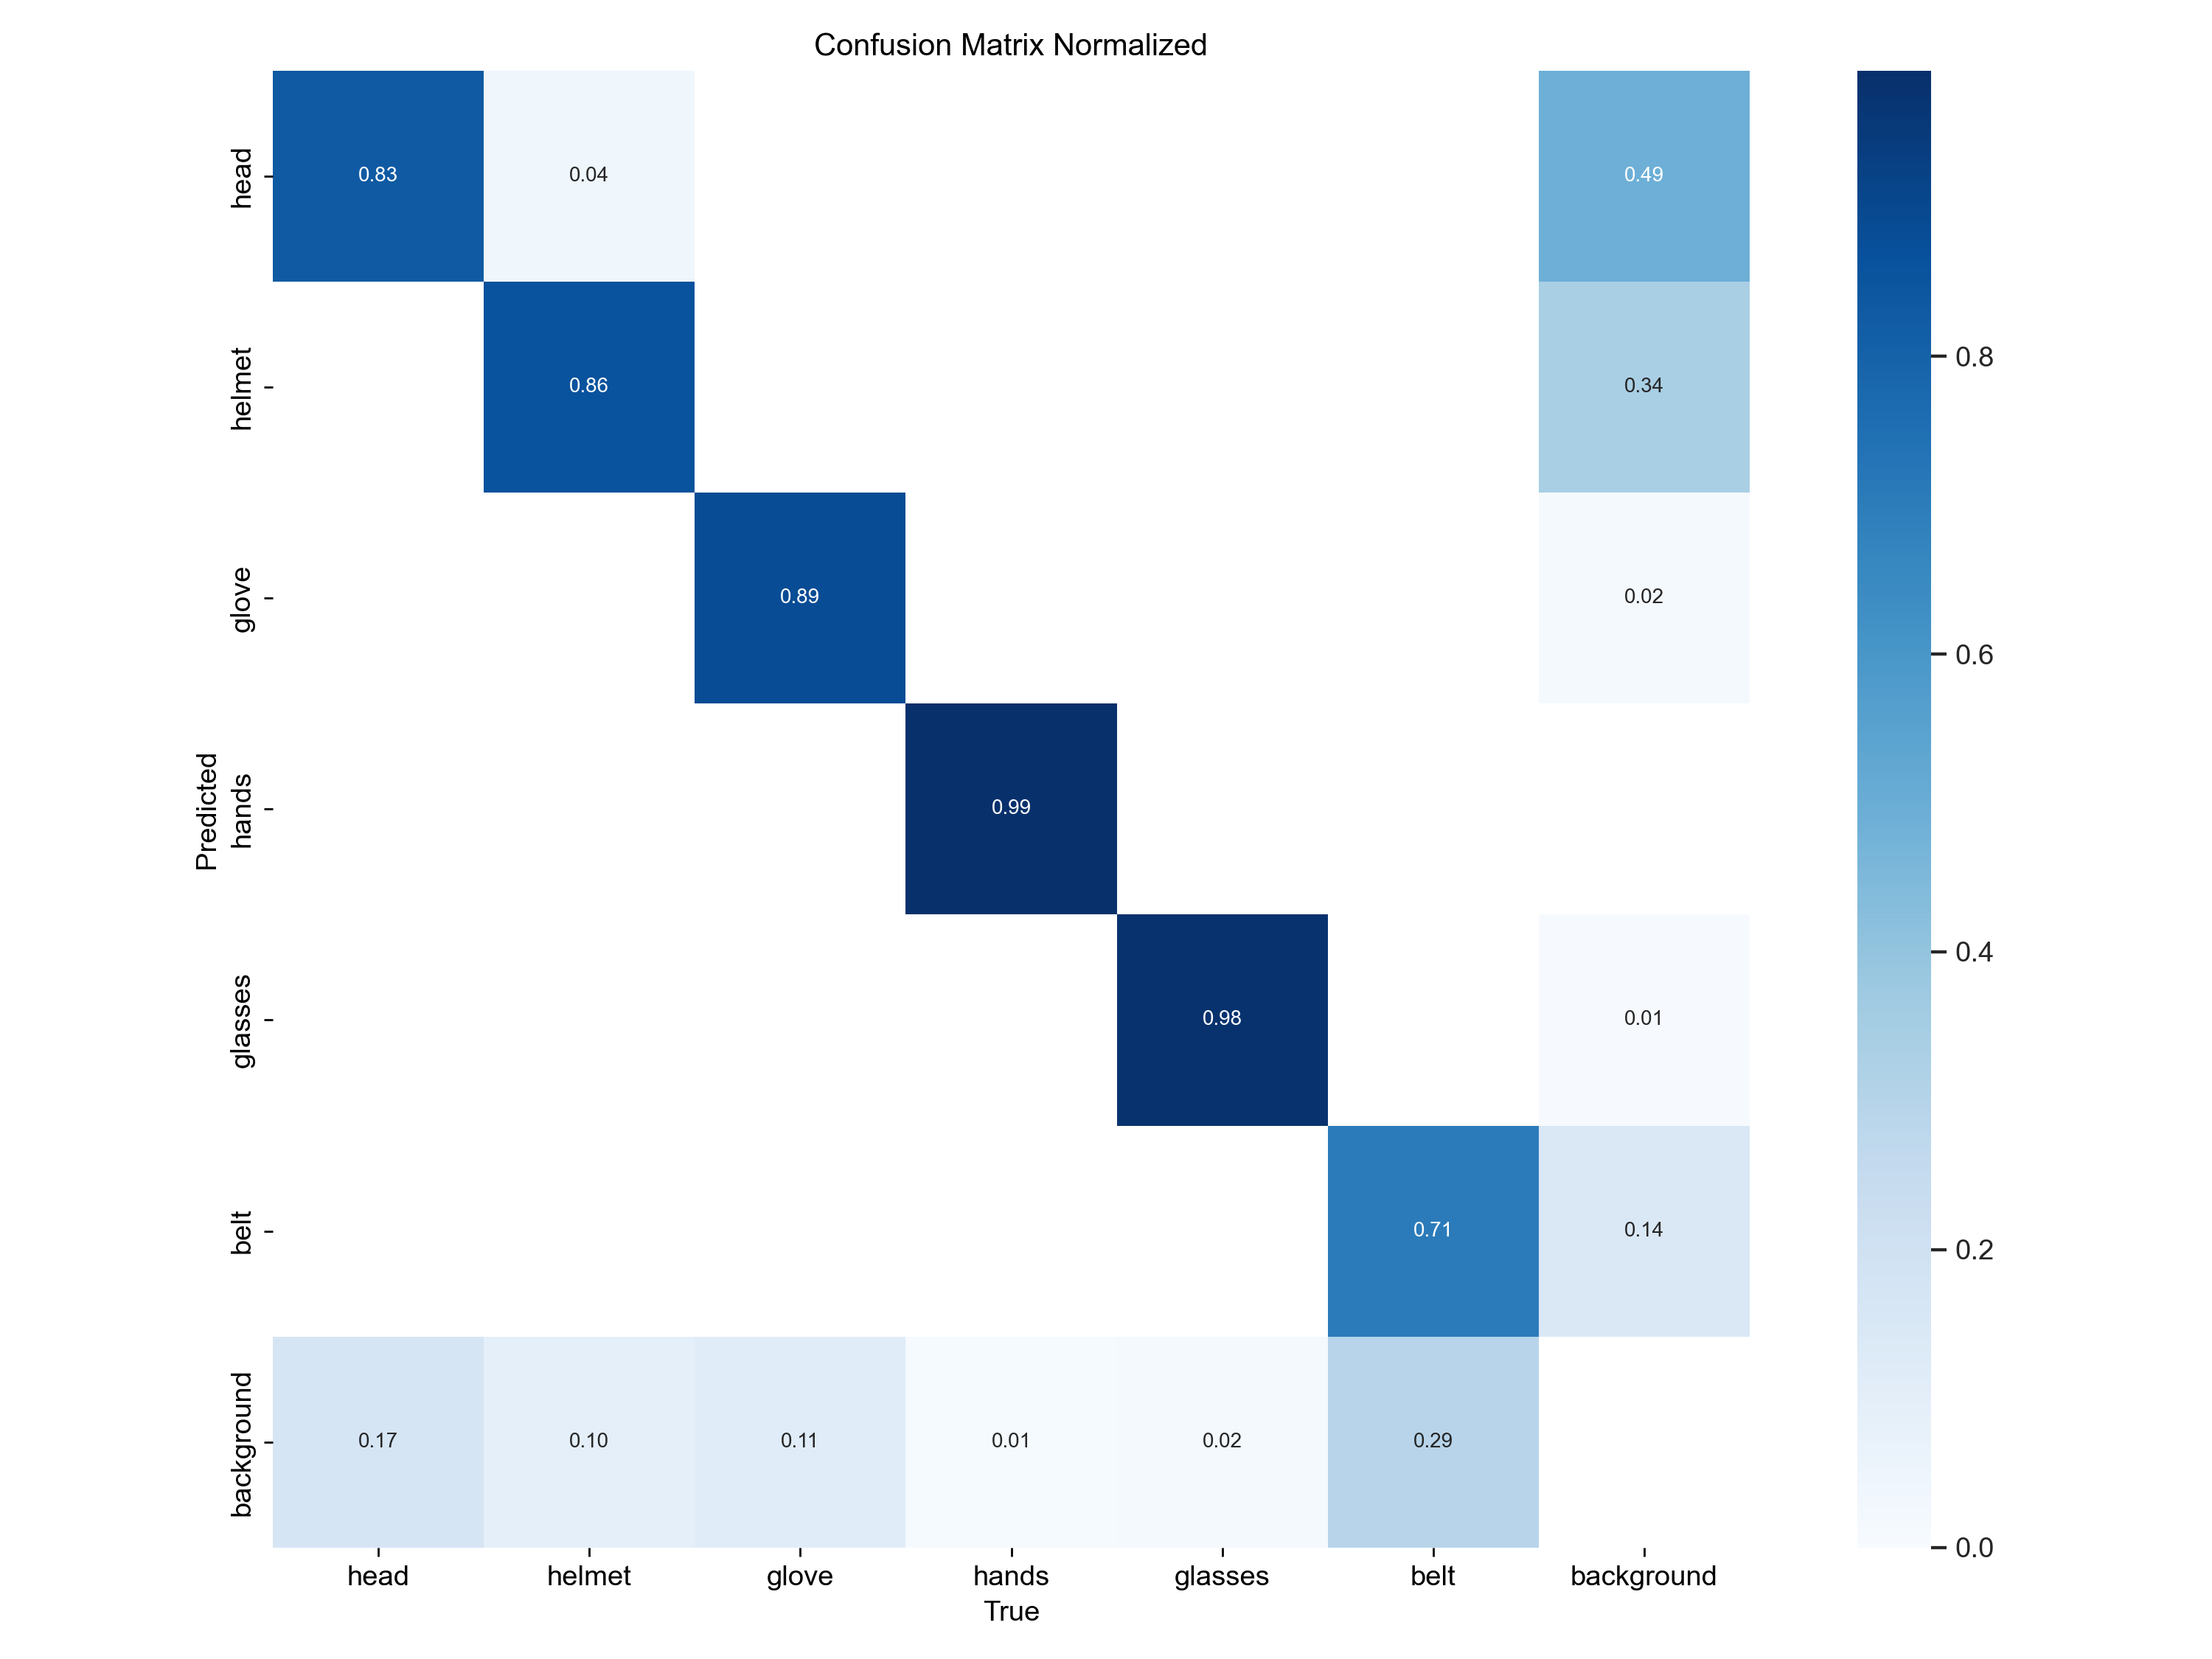 Confusion Matrix Normalized
head
0.83
0.04
0.49
helmet
0.86
0.34
0.8
glove
0.89
0.02
0.6
Predicted
hands
0.99
glasses
0.98
0.01
0.4
belt
0.71
0.14
0.2
background
0.17
0.10
0.11
0.01
0.02
0.29
0.0
head
helmet
glove
hands
glasses
belt
background
True